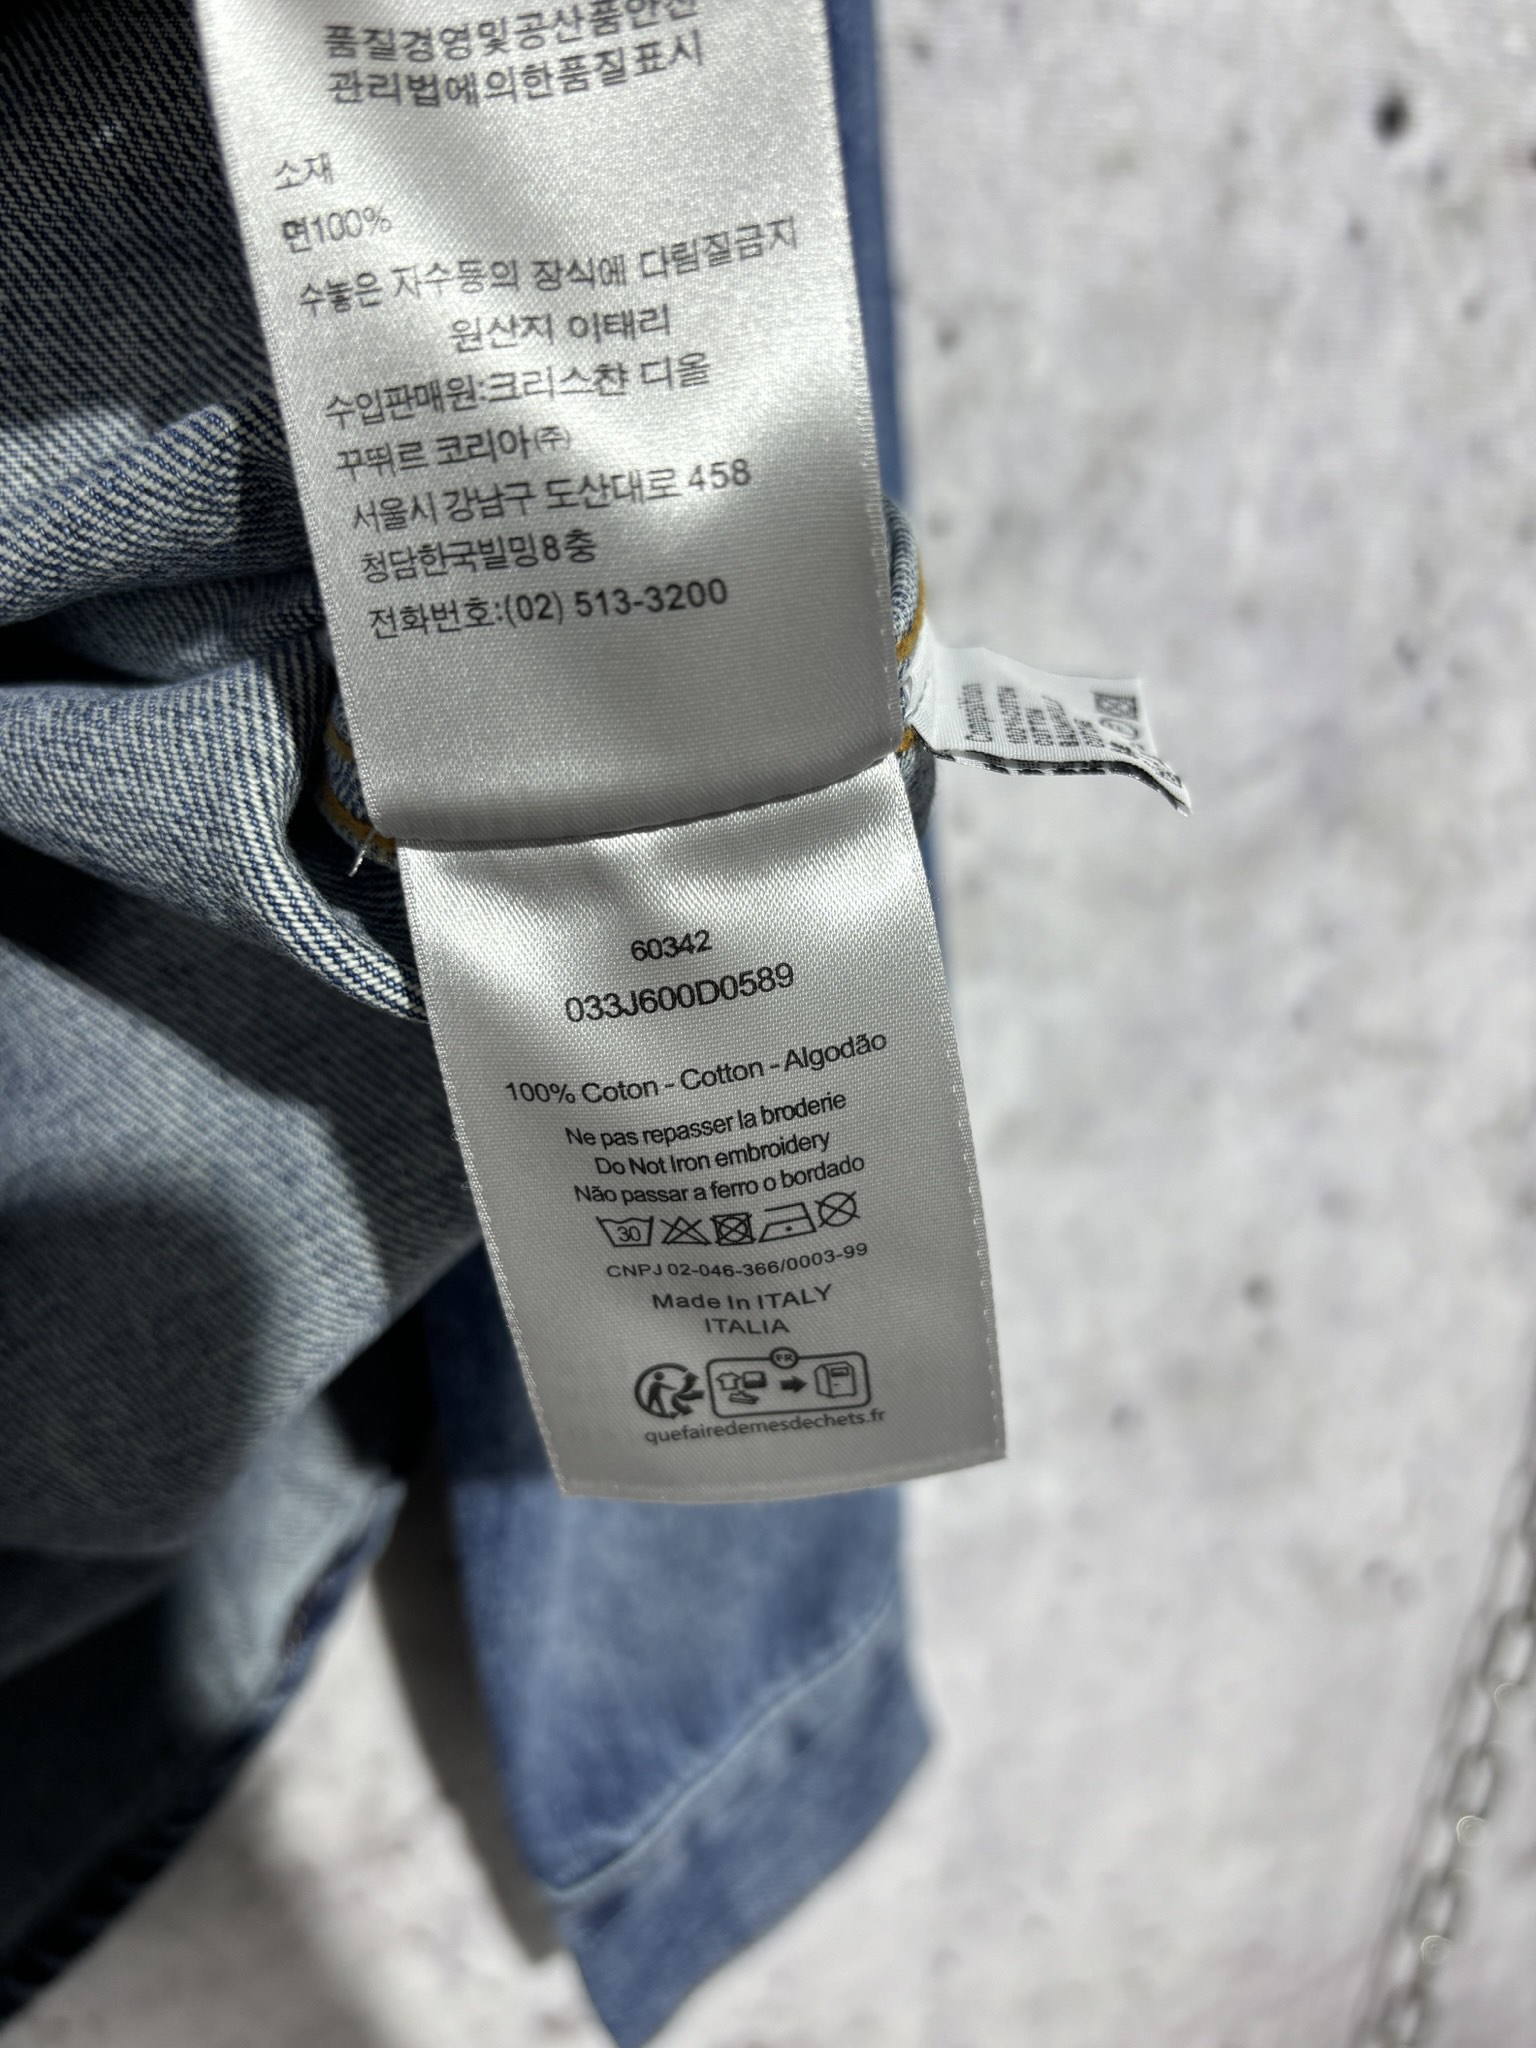 품질경영및공산품안전
관리법에의한품질표시
소재
면100%
수놓은 자수등의 장식에 다림질금지
원산지 이태리
수입판매원:크리스챤 디올
꾸뛰르 코리아(주)
서울시 강남구 도산대로 458
청담한국빌밍8층
전화번호:(02) 513-3200
Composition
60342
033J600D0589
100% Coton - Cotton - Algodão
Ne pas repasser la broderie
Do Not Iron embroidery
Não passar a ferro o bordado
30
CNPJ 02-046-366/0003-99
Made In ITALY
ITALIA
FR
quefairedemesdechets.fr